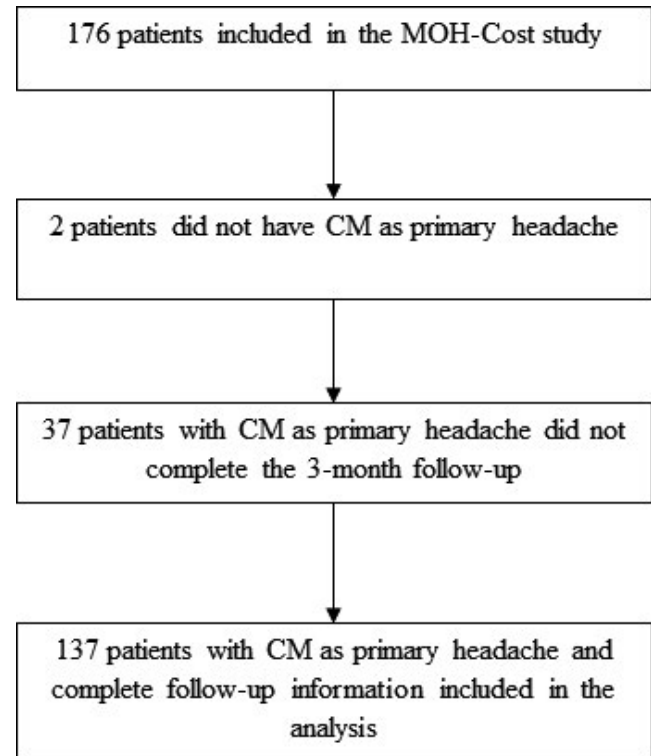 176 patients included in the MOH-Cost study
2 patients did not have CM as primary headache
37 patients with CM as primary headache did not
complete the 3-month follow-up
137 patients with CM as primary headache and
complete follow-up information included in the
analysis